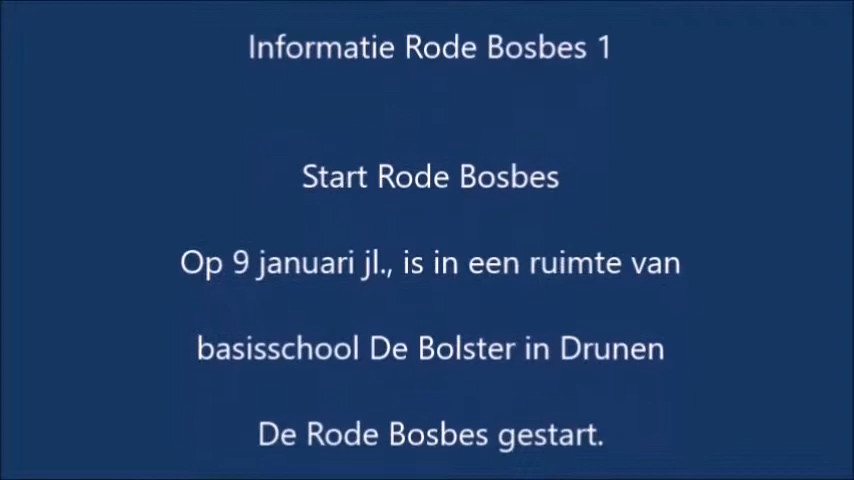 Informatie Rode Bosbes 1
Start Rode Bosbes
Op 9 januari jl., is in een ruimte van
basisschool De Bolster in Drunen
De Rode Bosbes gestart.